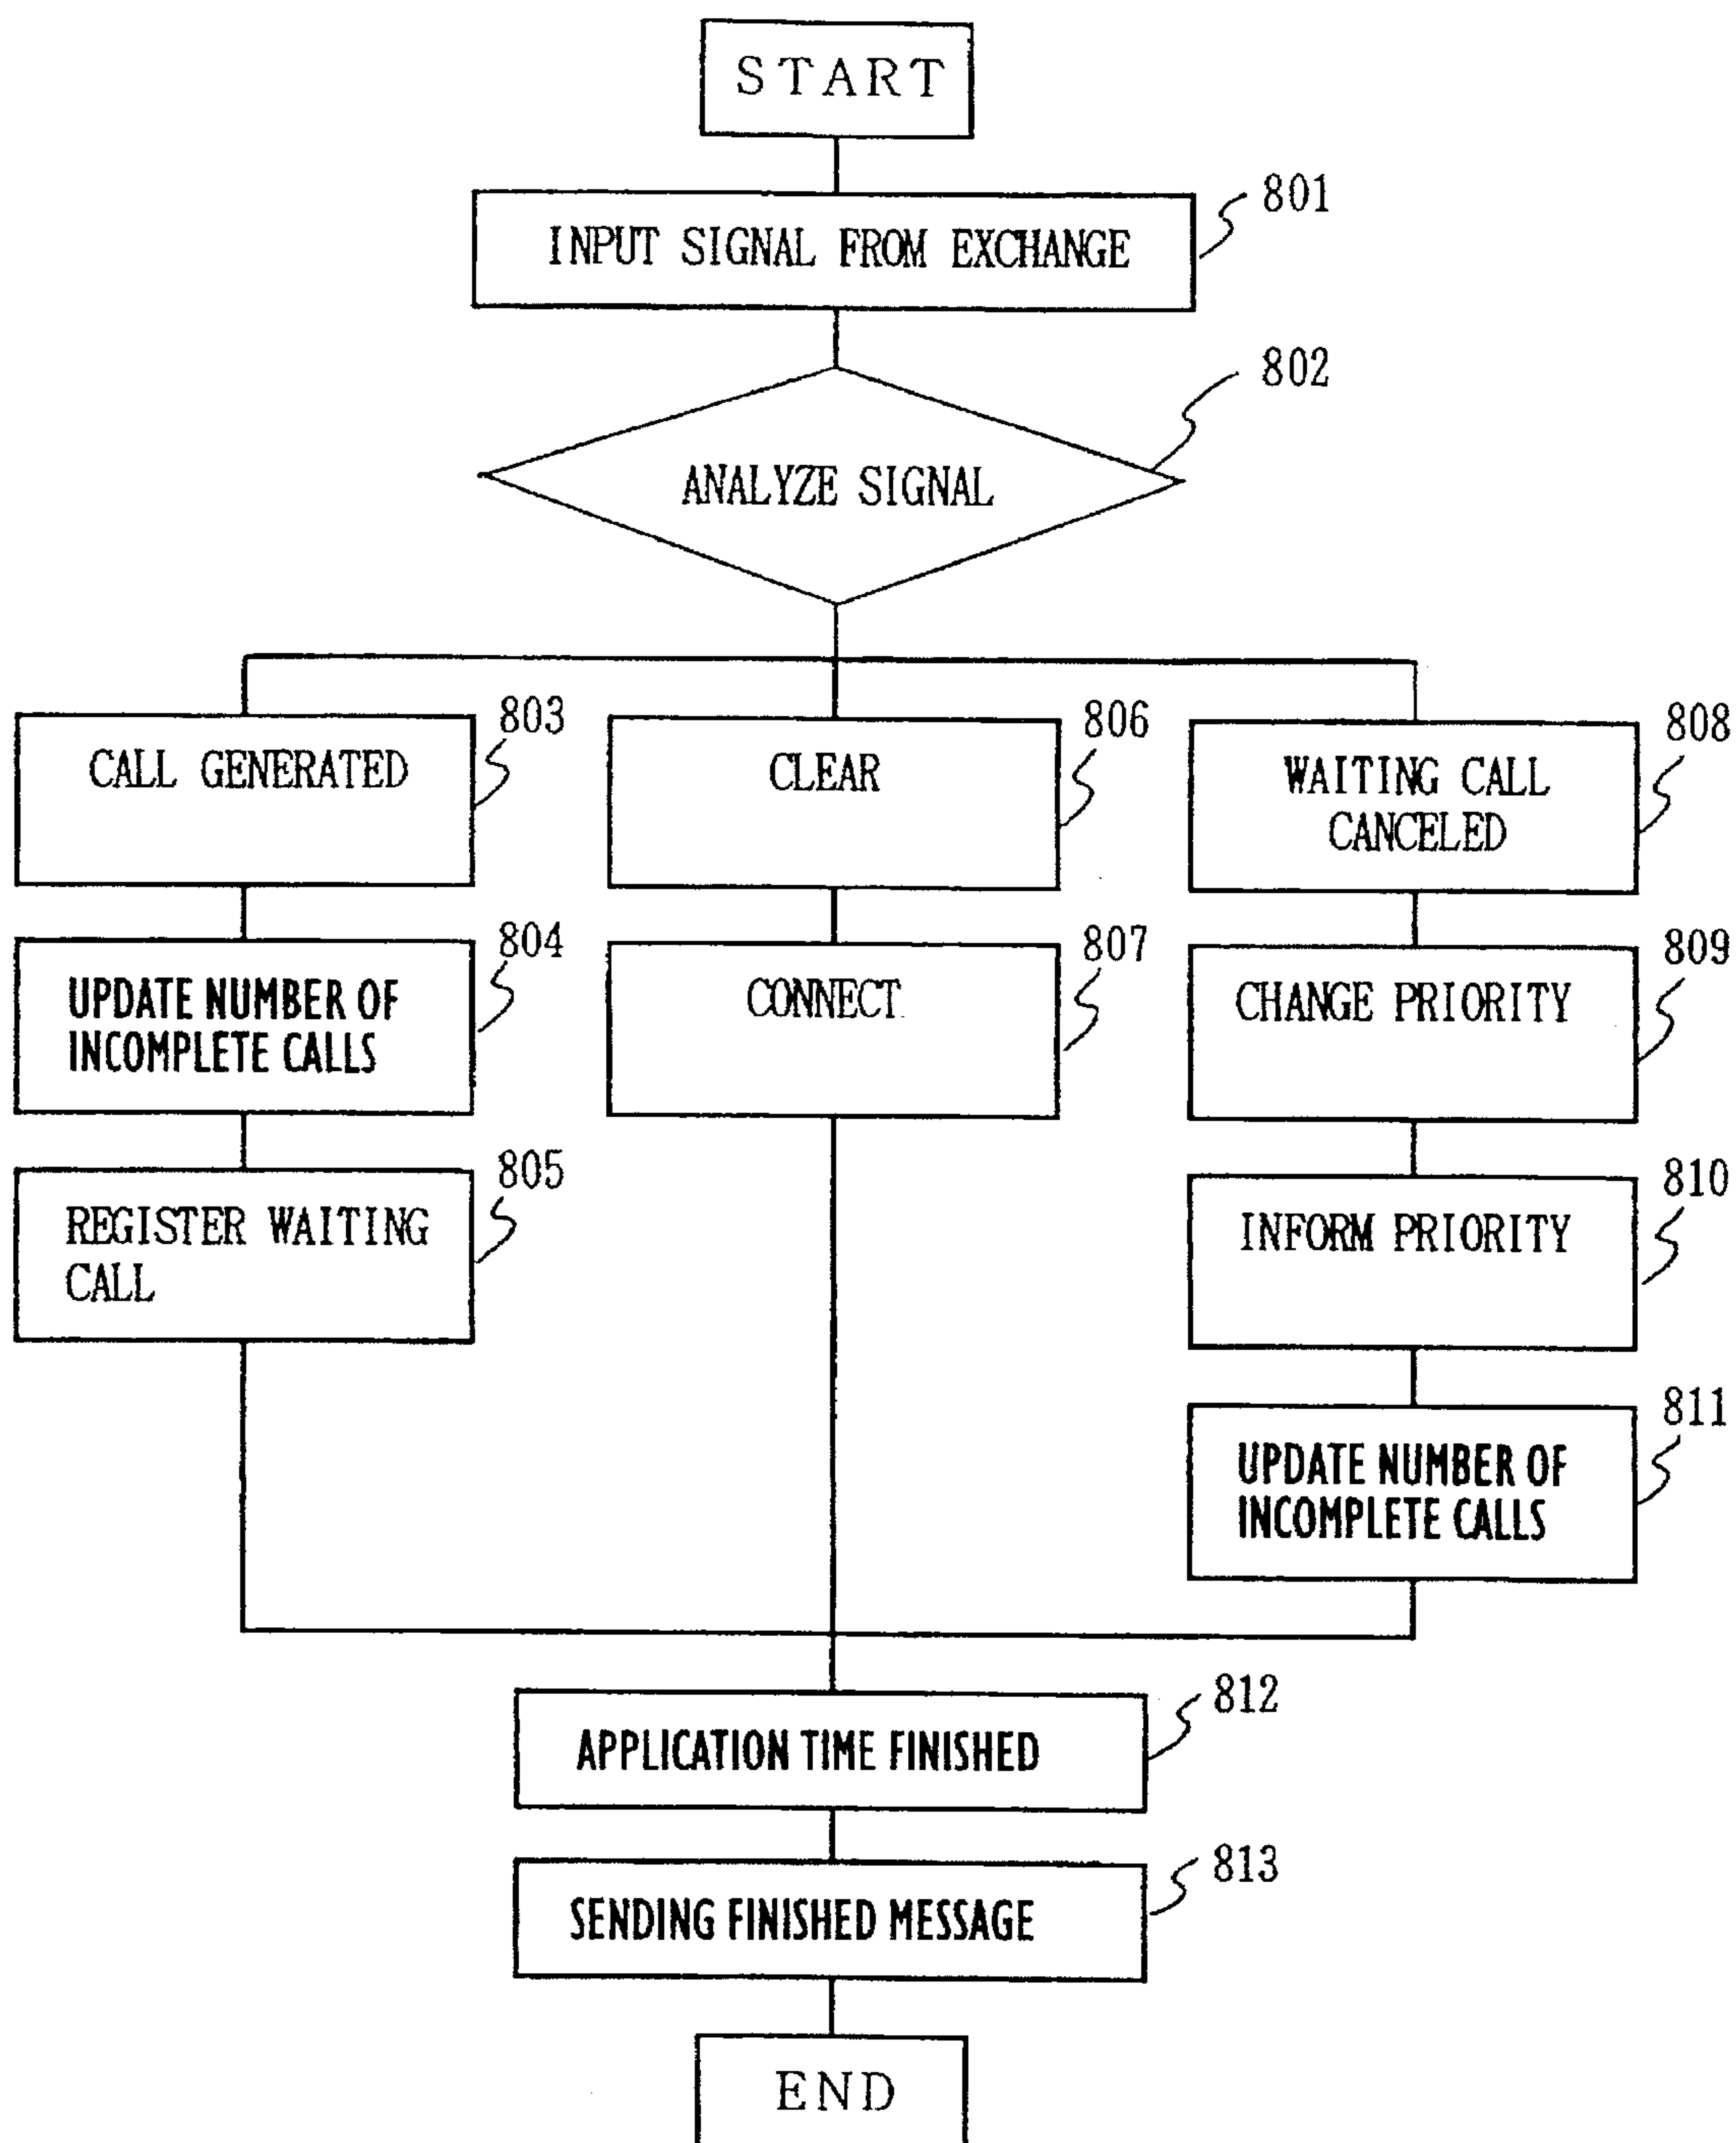 START
801
INPUT SIGNAL FROM EXCHANGE
802
ANALYZE SIGNAL
803
CALL GENERATED
804
UPDATE NUMBER OF
INCOMPLETE CALLS
805
REGISTER WAITING
CALL
806
CLEAR
807
CONNECT
808
WAITING CALL
CANCELED
809
CHANGE PRIORITY
810
INFORM PRIORITY
811
UPDATE NUMBER OF
INCOMPLETE CALLS
812
APPLICATION TIME FINISHED
813
SENDING FINISHED MESSAGE
END